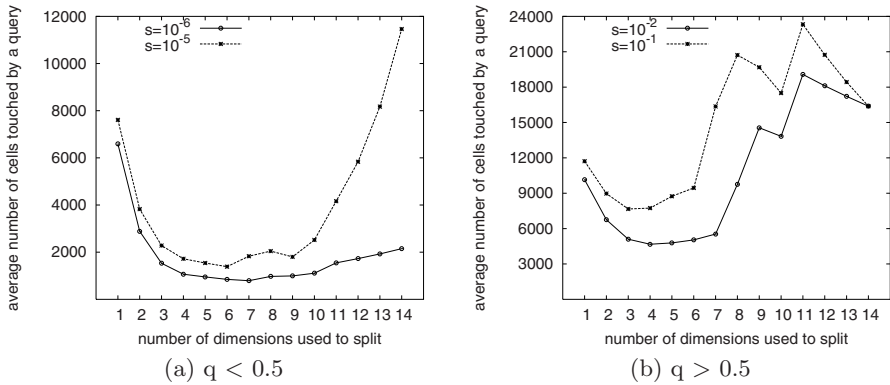 average number of cells touched by a query
12000
10000
8000
6000
4000
2000
s=10-6
s=10-5
1 2 3 4 5 6 7 8 9 10 11 12 13 14
number of dimensions used to split
(a) q < 0.5
average number of cells touched by a query
24000
21000
18000
15000
12000
9000
6000
3000
s=10-2
s=10-1
1 2 3 4 5 6 7 8 9 10 11 12 13 14
number of dimensions used to split
(b) q > 0.5